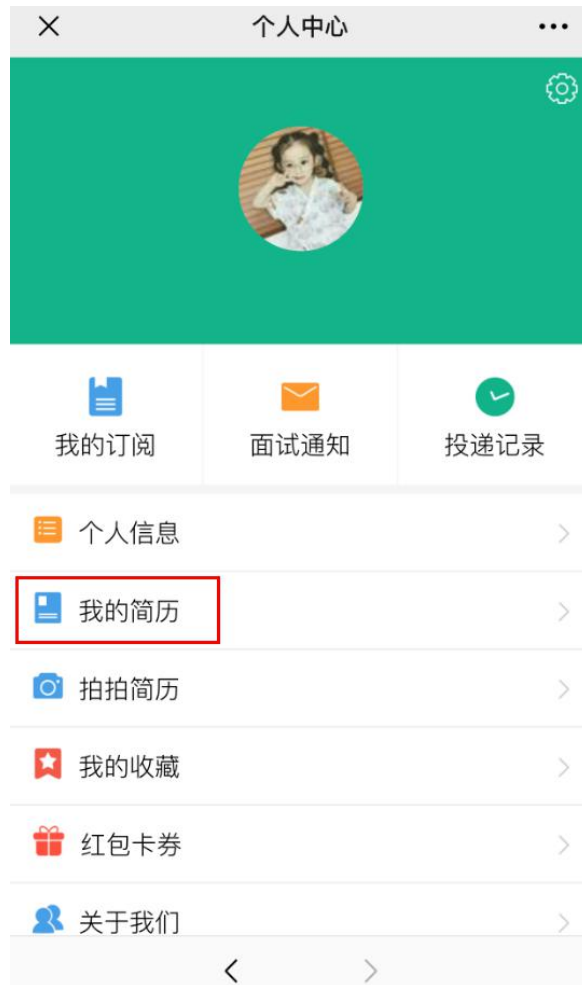 个人中心
我的订阅 面试通知 投递记录
个人信息
我的简历
拍拍简历
我的收藏
红包卡券
关于我们